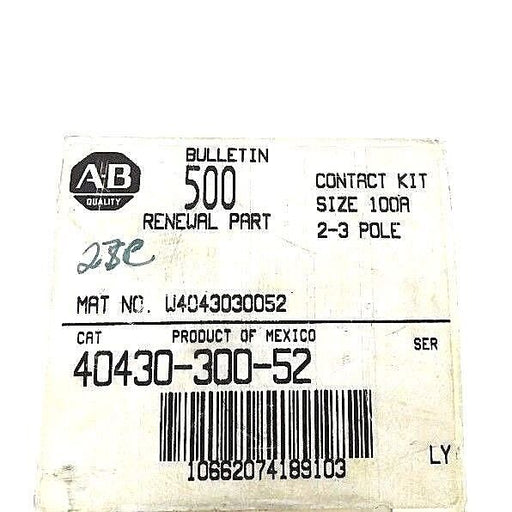 A-B
QUALITY
BULLETIN
500
RENEWAL PART
CONTACT KIT
SIZE 100A
2-3 POLE
MAT NO. W4043030052
CAT
PRODUCT OF MEXICO
SER
40430-300-52
10662074189103
LY